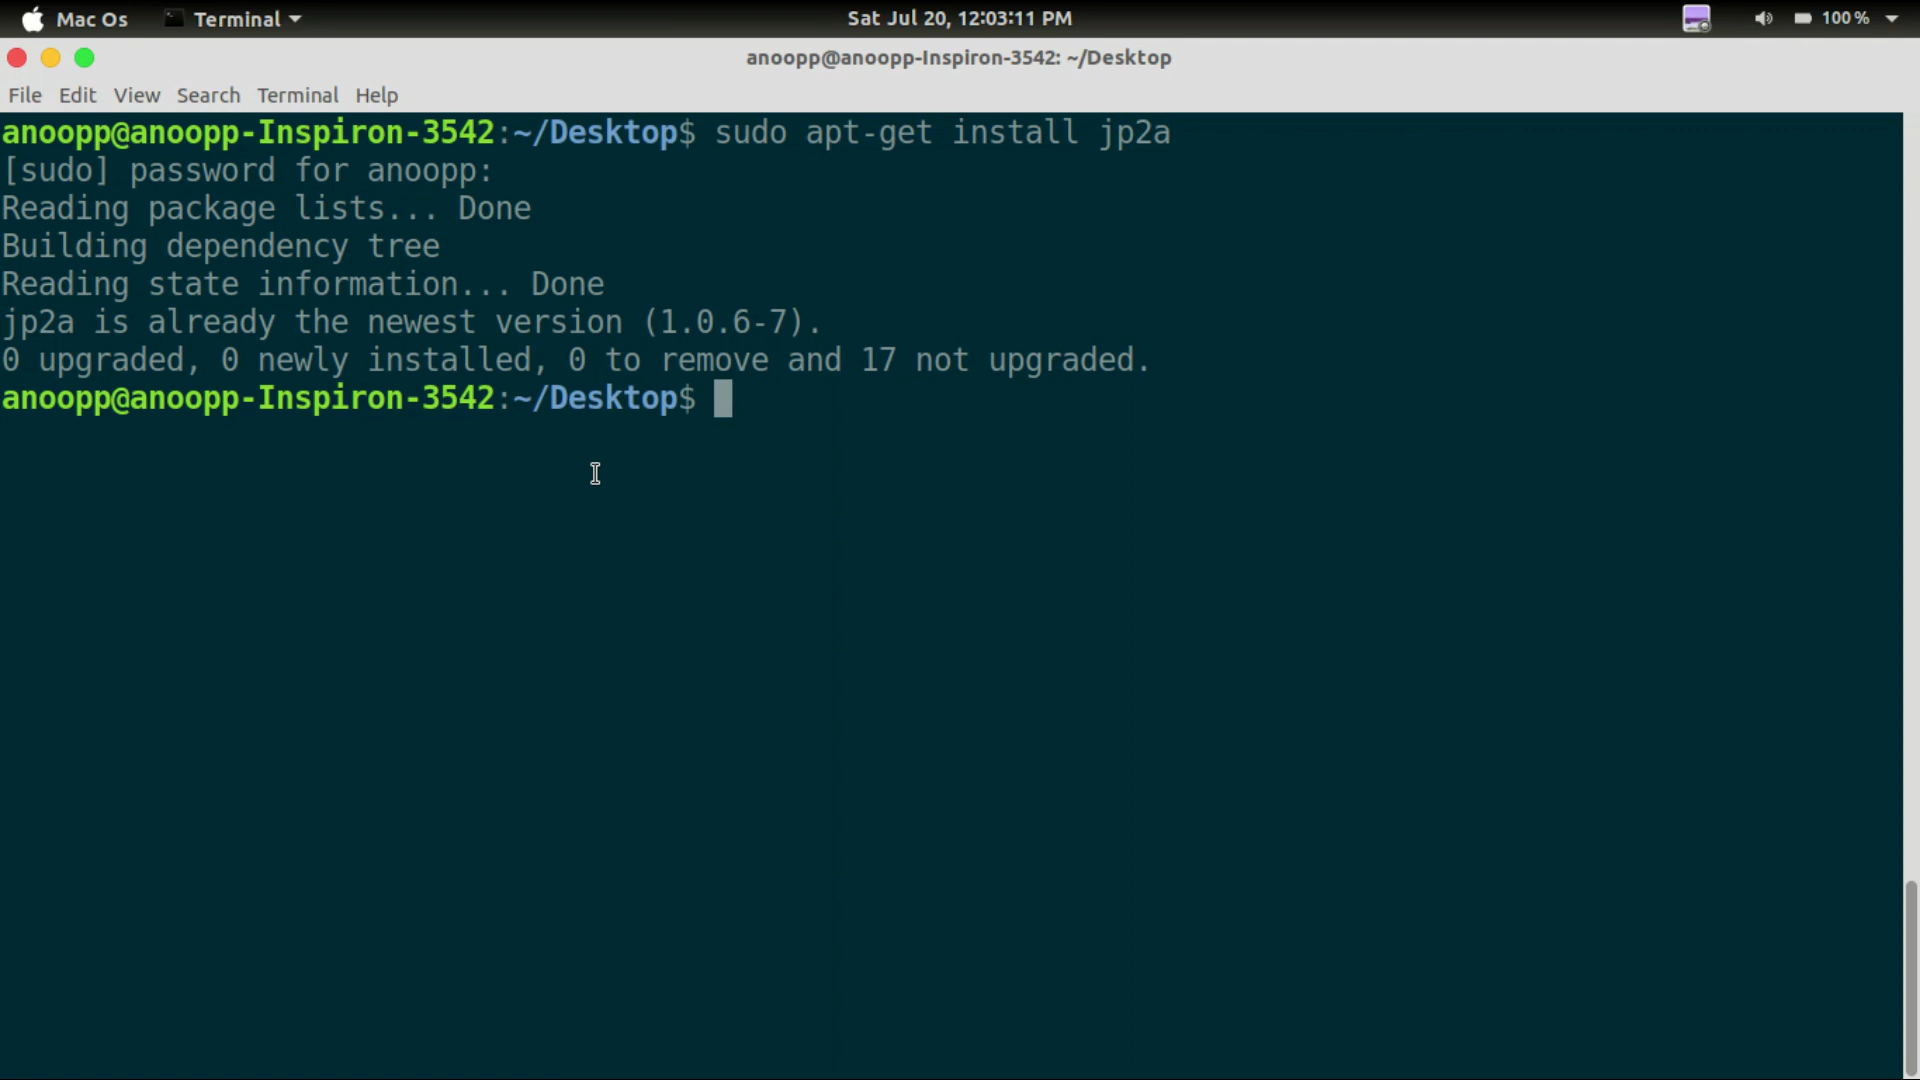 Mac Os Terminal Sat Jul 20, 12:03:11 PM 100 %
anoopp@anoopp-Inspiron-3542: ~/Desktop
File Edit View Search Terminal Help
anoopp@anoopp-Inspiron-3542:~/Desktop$ sudo apt-get install jp2a
[sudo] password for anoopp:
Reading package lists... Done
Building dependency tree
Reading state information... Done
jp2a is already the newest version (1.0.6-7).
0 upgraded, 0 newly installed, 0 to remove and 17 not upgraded.
anoopp@anoopp-Inspiron-3542:~/Desktop$